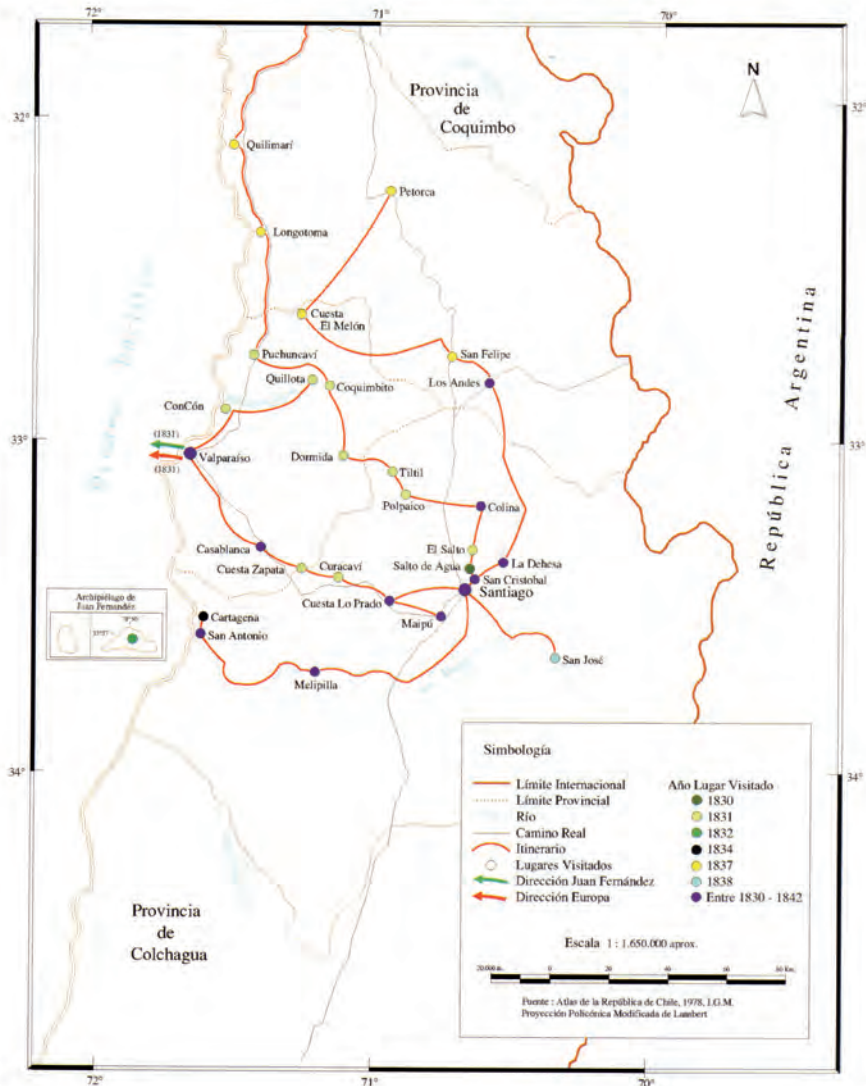 72°
71°
70°
32°
32°
N
Provincia
de
Coquimbo
Quilimarí
Petorca
Longotoma
Cuesta
El Melón
Puchuncaví
San Felipe
Quillota
Coquimbito
Los Andes
ConCón
República Argentina
33°
33°
(1831)
Valparaíso
(1831)
Dormida
Tiltil
Polpaico
Colina
Casablanca
El Salto
La Dehesa
Cuesta Zapata
Curacaví
Salto de Agua
San Cristobal
Santiago
Archipiélago de
Juan Fernández
Cuesta Lo Prado
Cartagena
Maipú
San Antonio
San José
Melipilla
34°
34°
Provincia
de
Colchagua
Simbología
Límite Internacional
Límite Provincial
Río
Camino Real
Itinerario
Lugares Visitados
Dirección Juan Fernández
Dirección Europa
Año Lugar Visitado
1830
1831
1832
1834
1837
1838
Entre 1830 - 1842
Escala 1 : 1.650.000 aprox.
0
20
40
60
Fuente : Atlas de la República de Chile, 1978, I.G.M.
Proyección Policónica Modificada de Lambert
72°
71°
70°